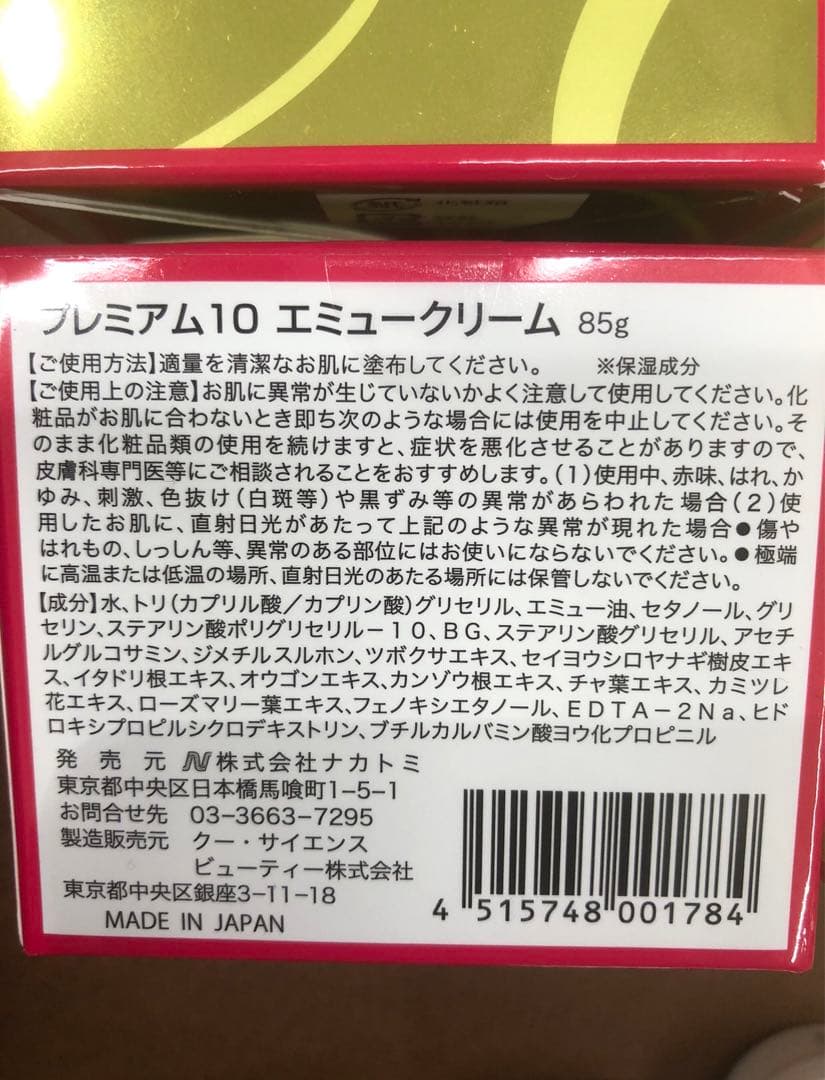 プレミアム10 エミュークリーム 85g
【ご使用方法】適量を清潔なお肌に塗布してください。 ※保湿成分
【ご使用上の注意】お肌に異常が生じていないかよく注意して使用してください。化
粧品がお肌に合わないとき即ち次のような場合には使用を中止してください。そ
のまま化粧品類の使用を続けますと、症状を悪化させることがありますので、
皮膚科専門医等にご相談されることをおすすめします。(1)使用中、赤味、はれ、か
ゆみ、刺激、色抜け(白斑等)や黒ずみ等の異常があらわれた場合(2)使
用したお肌に、直射日光があたって上記のような異常が現れた場合●傷や
はれもの、しっしん等、異常のある部位にはお使いにならないでください。●極端
に高温または低温の場所、直射日光のあたる場所には保管しないでください。
【成分】水、トリ(カプリル酸/カプリン酸)グリセリル、エミュー油、セタノール、グリ
セリン、ステアリン酸ポリグリセリル－10、BG、ステアリン酸グリセリル、アセチ
ルグルコサミン、ジメチルスルホン、ツボクサエキス、セイヨウシロヤナギ樹皮エキ
ス、イタドリ根エキス、オウゴンエキス、カンゾウ根エキス、チャ葉エキス、カミツレ
花エキス、ローズマリー葉エキス、フェノキシエタノール、EDTA－2Na、ヒド
ロキシプロピルシクロデキストリン、ブチルカルバミン酸ヨウ化プロピニル
発売元 N株式会社ナカトミ
東京都中央区日本橋馬喰町1-5-1
お問合せ先 03-3663-7295
製造販売元 クー・サイエンス
ビューティー株式会社
東京都中央区銀座3-11-18
MADE IN JAPAN
4 515748 001784